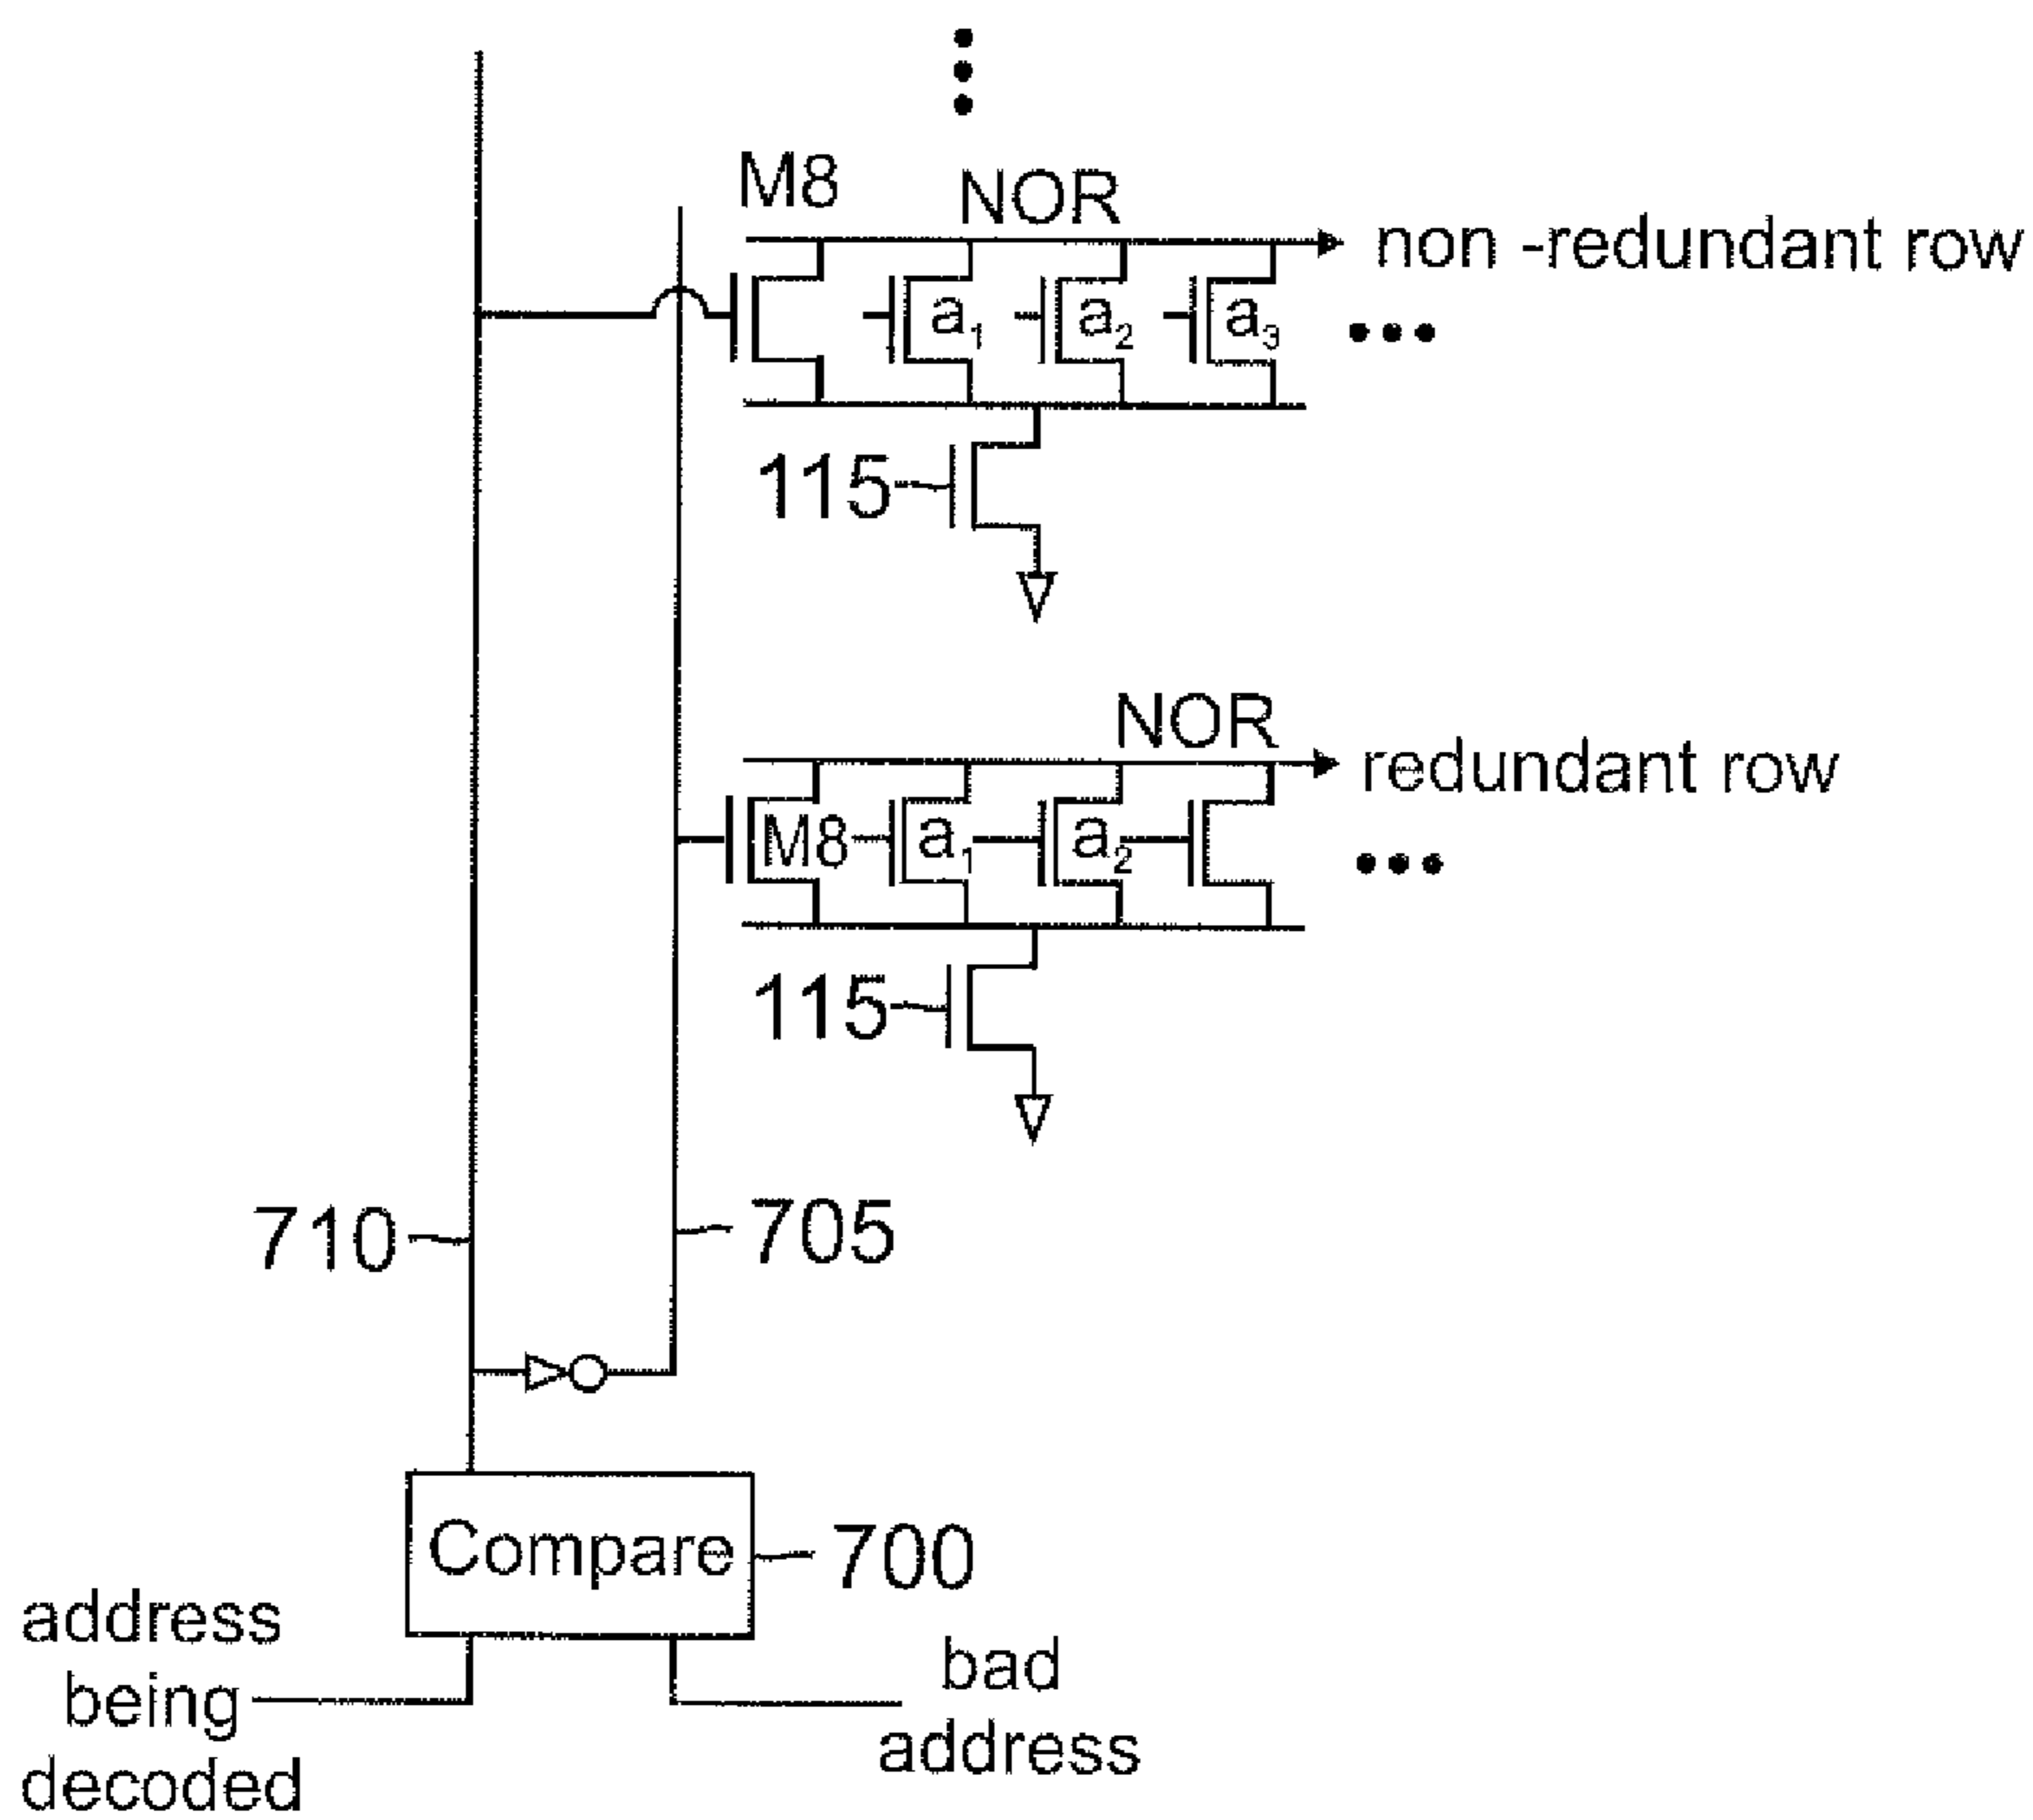 M8
NOR
non -redundant row
a1
a2
a3
115
NOR
redundant row
M8
a1
a2
115
710
705
Compare
700
address
being
decoded
bad
address